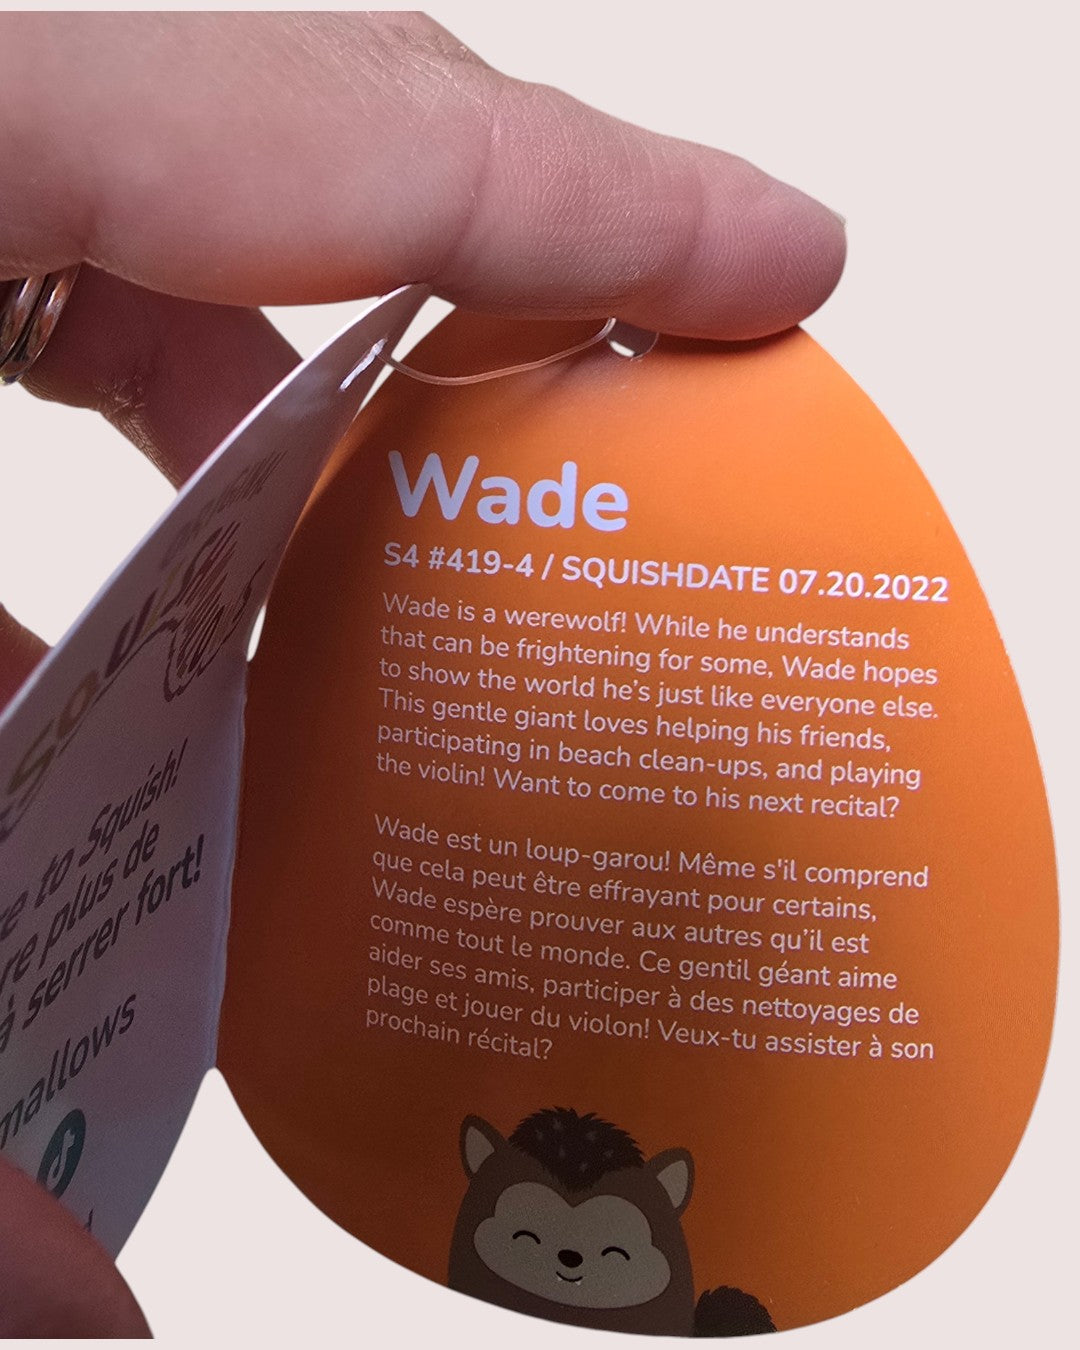 Wade
S4 #419-4 / SQUISHDATE 07.20.2022
Wade is a werewolf! While he understands
that can be frightening for some, Wade hopes
to show the world he's just like everyone else.
This gentle giant loves helping his friends,
participating in beach clean-ups, and playing
the violin! Want to come to his next recital?
Wade est un loup-garou! Même s'il comprend
que cela peut être effrayant pour certains,
Wade espère prouver aux autres qu'il est
comme tout le monde. Ce gentil géant aime
aider ses amis, participer à des nettoyages de
plage et jouer du violon! Veux-tu assister à son
prochain récital?
to Squish!
plus de
à serrer fort!
mallows